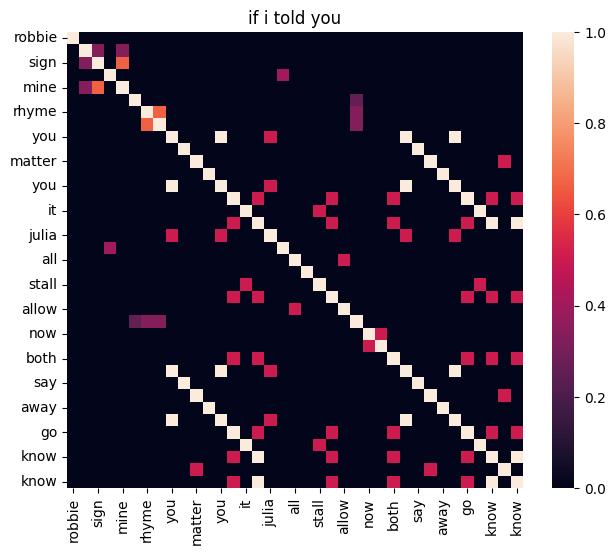 if i told you
robbie
sign
mine
rhyme
you
matter
you
it
julia
all
stall
allow
now
both
say
away
go
know
know
robbie
sign
mine
rhyme
you
matter
you
it
julia
all
stall
allow
now
both
say
away
go
know
know
1.0
0.8
0.6
0.4
0.2
0.0